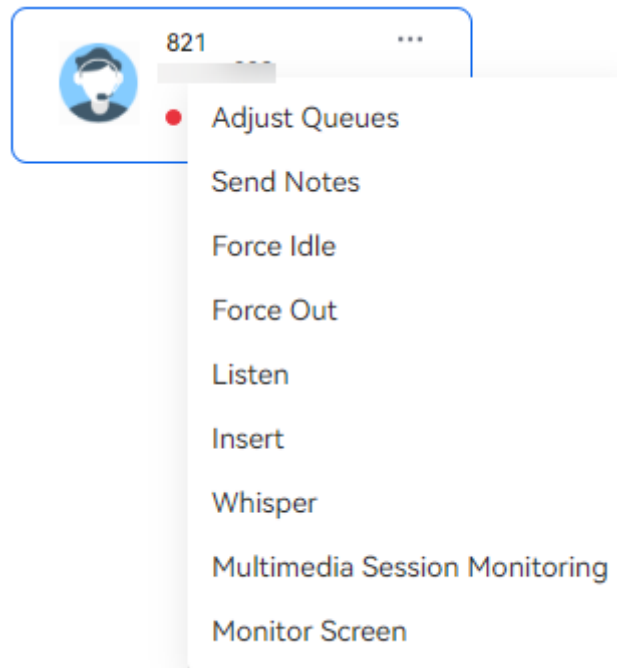 821
...
Adjust Queues
Send Notes
Force Idle
Force Out
Listen
Insert
Whisper
Multimedia Session Monitoring
Monitor Screen